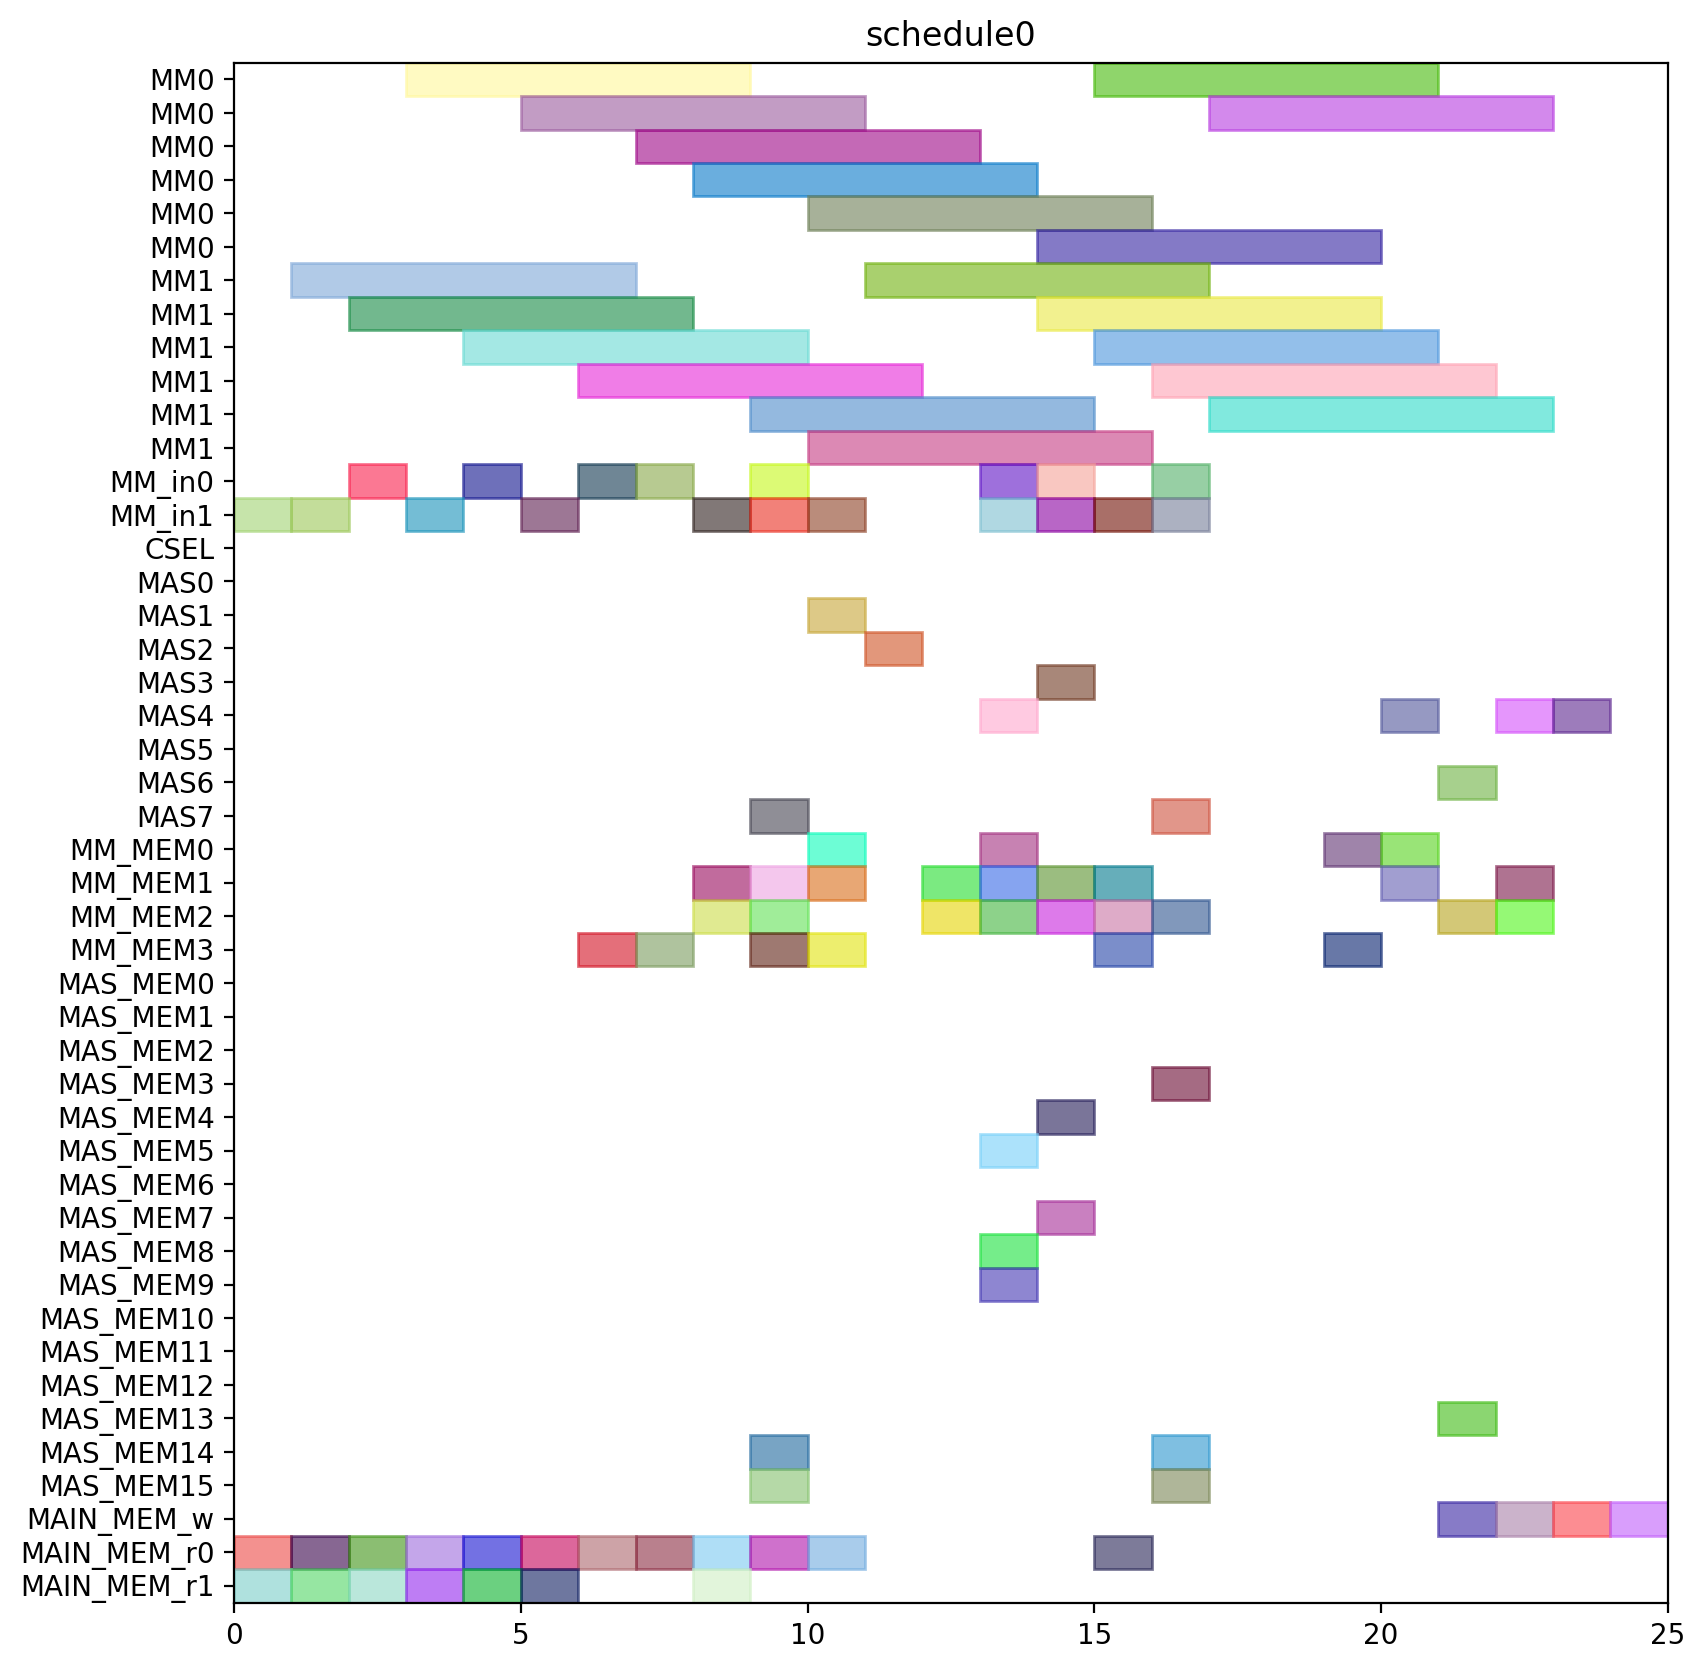 schedule0
MM0
MM0
MM0
MM0
MM0
MM0
MM1
MM1
MM1
MM1
MM1
MM1
MM_in0
MM_in1
CSEL
MAS0
MAS1
MAS2
MAS3
MAS4
MAS5
MAS6
MAS7
MM_MEM0
MM_MEM1
MM_MEM2
MM_MEM3
MAS_MEM0
MAS_MEM1
MAS_MEM2
MAS_MEM3
MAS_MEM4
MAS_MEM5
MAS_MEM6
MAS_MEM7
MAS_MEM8
MAS_MEM9
MAS_MEM10
MAS_MEM11
MAS_MEM12
MAS_MEM13
MAS_MEM14
MAS_MEM15
MAIN_MEM_w
MAIN_MEM_r0
MAIN_MEM_r1
0 5 10 15 20 25